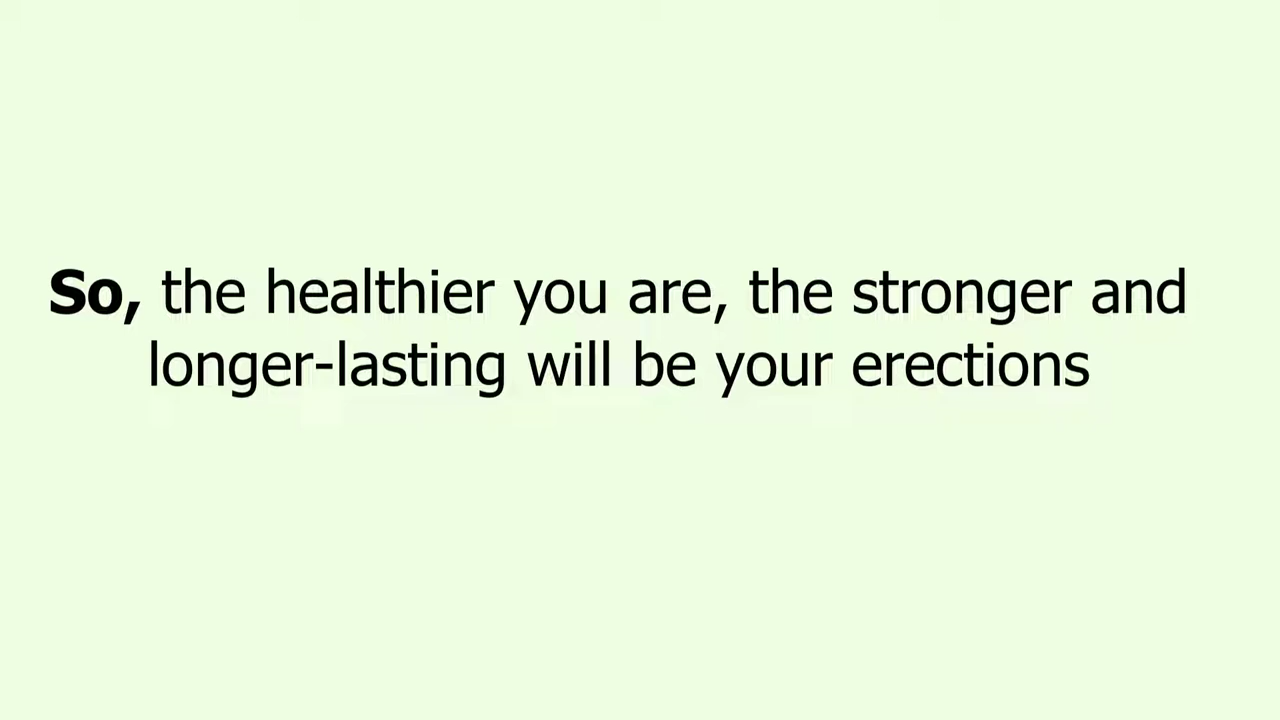 So, the healthier you are, the stronger and
longer-lasting will be your erections